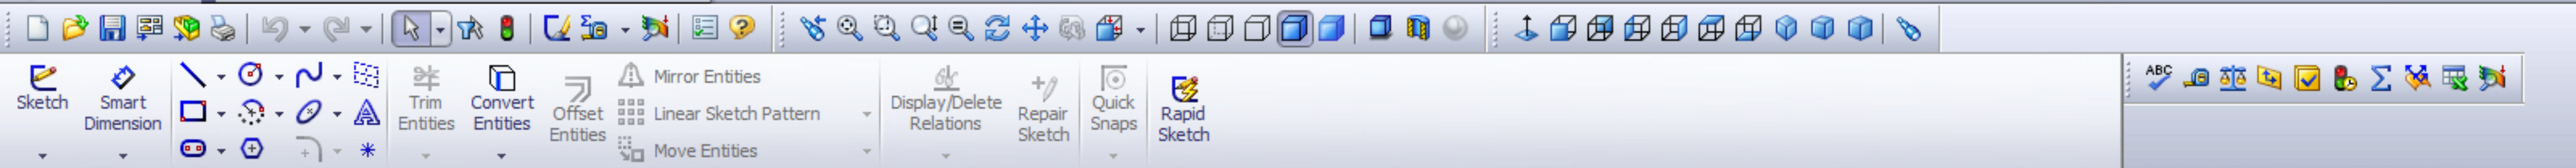 Sketch
Smart
Dimension
Trim
Entities
Convert
Entities
Offset
Entities
Mirror Entities
Linear Sketch Pattern
Move Entities
Display/Delete
Relations
Repair
Sketch
Quick
Snaps
Rapid
Sketch
ABC